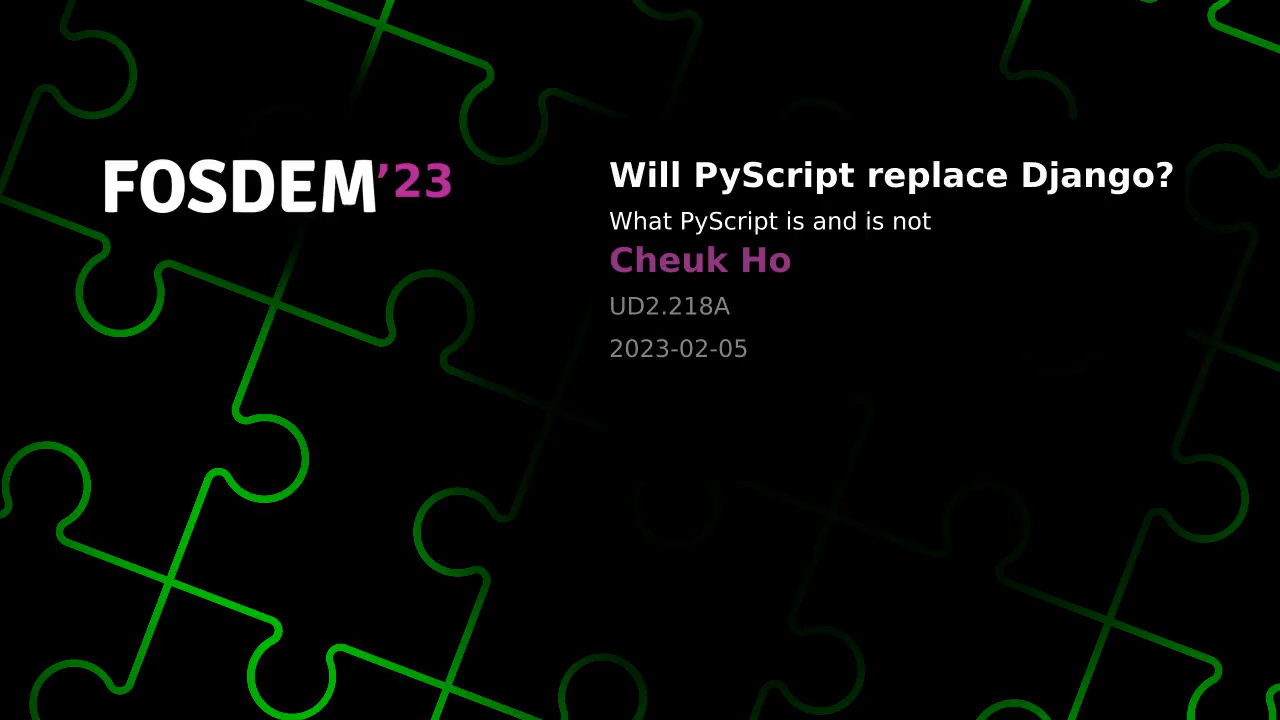 FOSDEM’23
Will PyScript replace Django?
What PyScript is and is not
Cheuk Ho
UD2.218A
2023-02-05